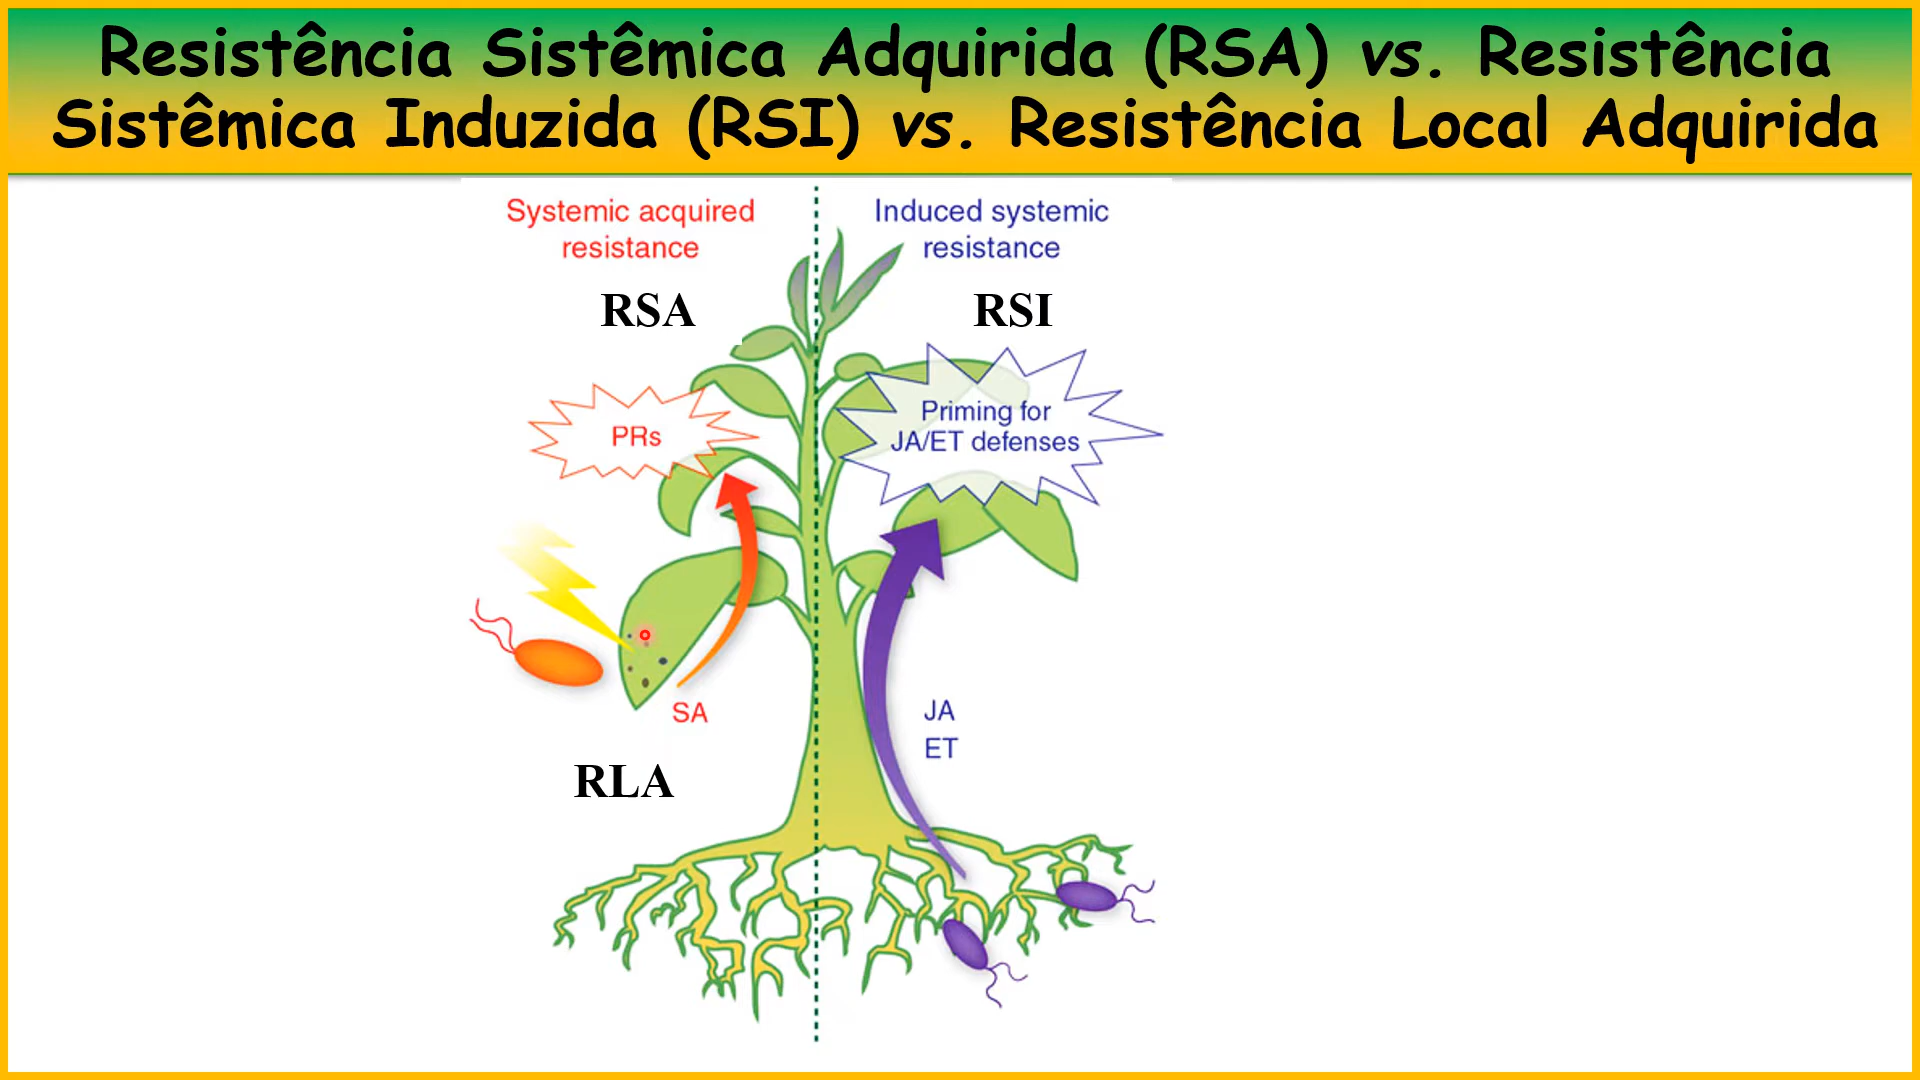 Resistência Sistêmica Adquirida (RSA) vs. Resistência
Sistêmica Induzida (RSI) vs. Resistência Local Adquirida
Systemic acquired
resistance
RSA
PRs
SA
RLA
Induced systemic
resistance
RSI
Priming for
JA/ET defenses
JA
ET